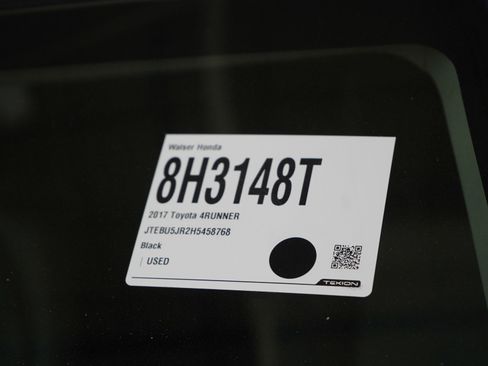 Walser Honda
8H3148T
2017 Toyota 4RUNNER
JTEBU5JR2H5458768
Black
USED
TEKION